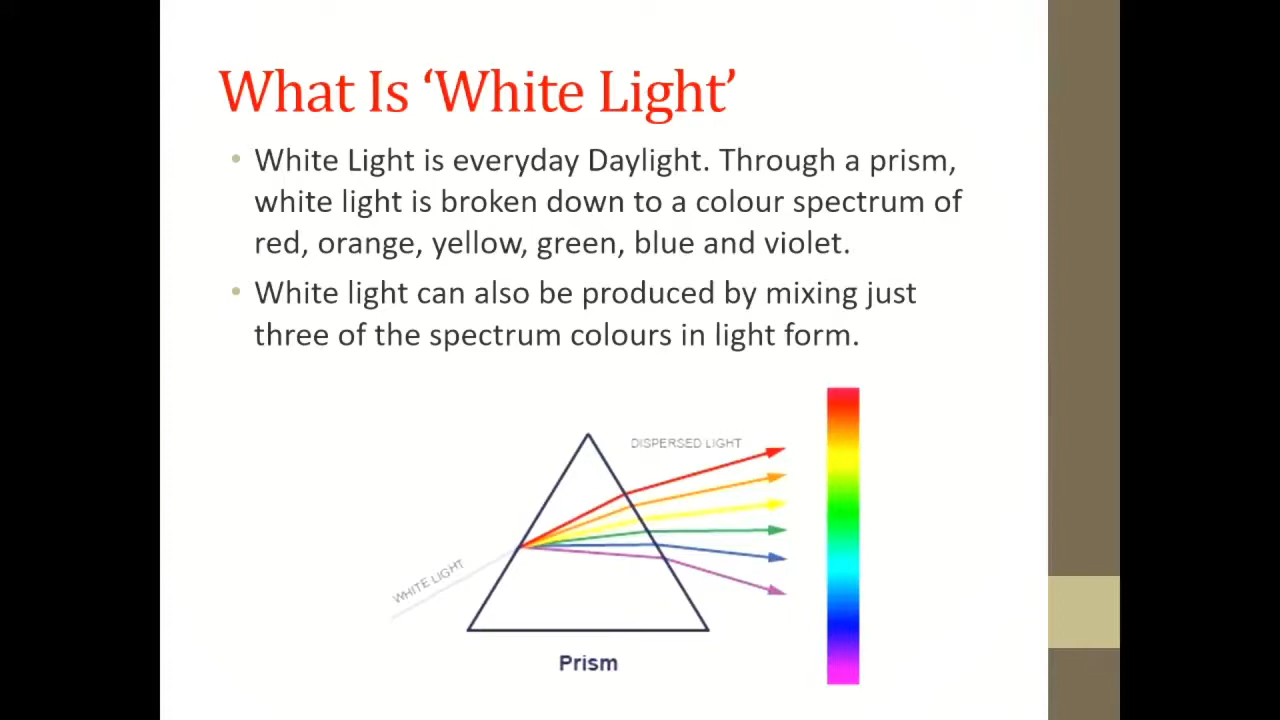 What Is ‘White Light’
• White Light is everyday Daylight. Through a prism,
white light is broken down to a colour spectrum of
red, orange, yellow, green, blue and violet.
• White light can also be produced by mixing just
three of the spectrum colours in light form.
DISPERSED LIGHT
WHITE LIGHT
Prism